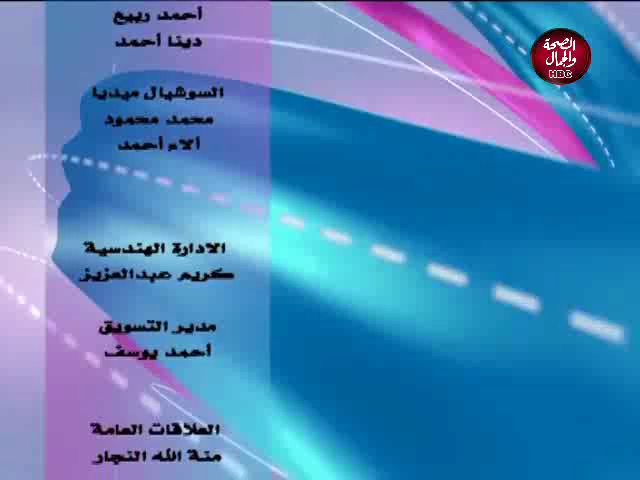 أحمد ربيع
دينا أحمد
السوشيال ميديا
محمد محمود
ألاء أحمد
الادارة الهندسية
كريم عبدالعزيز
مدير التسويق
أحمد يوسف
العلاقات العامة
منة الله النجار
الصحة
والجمال
HBC